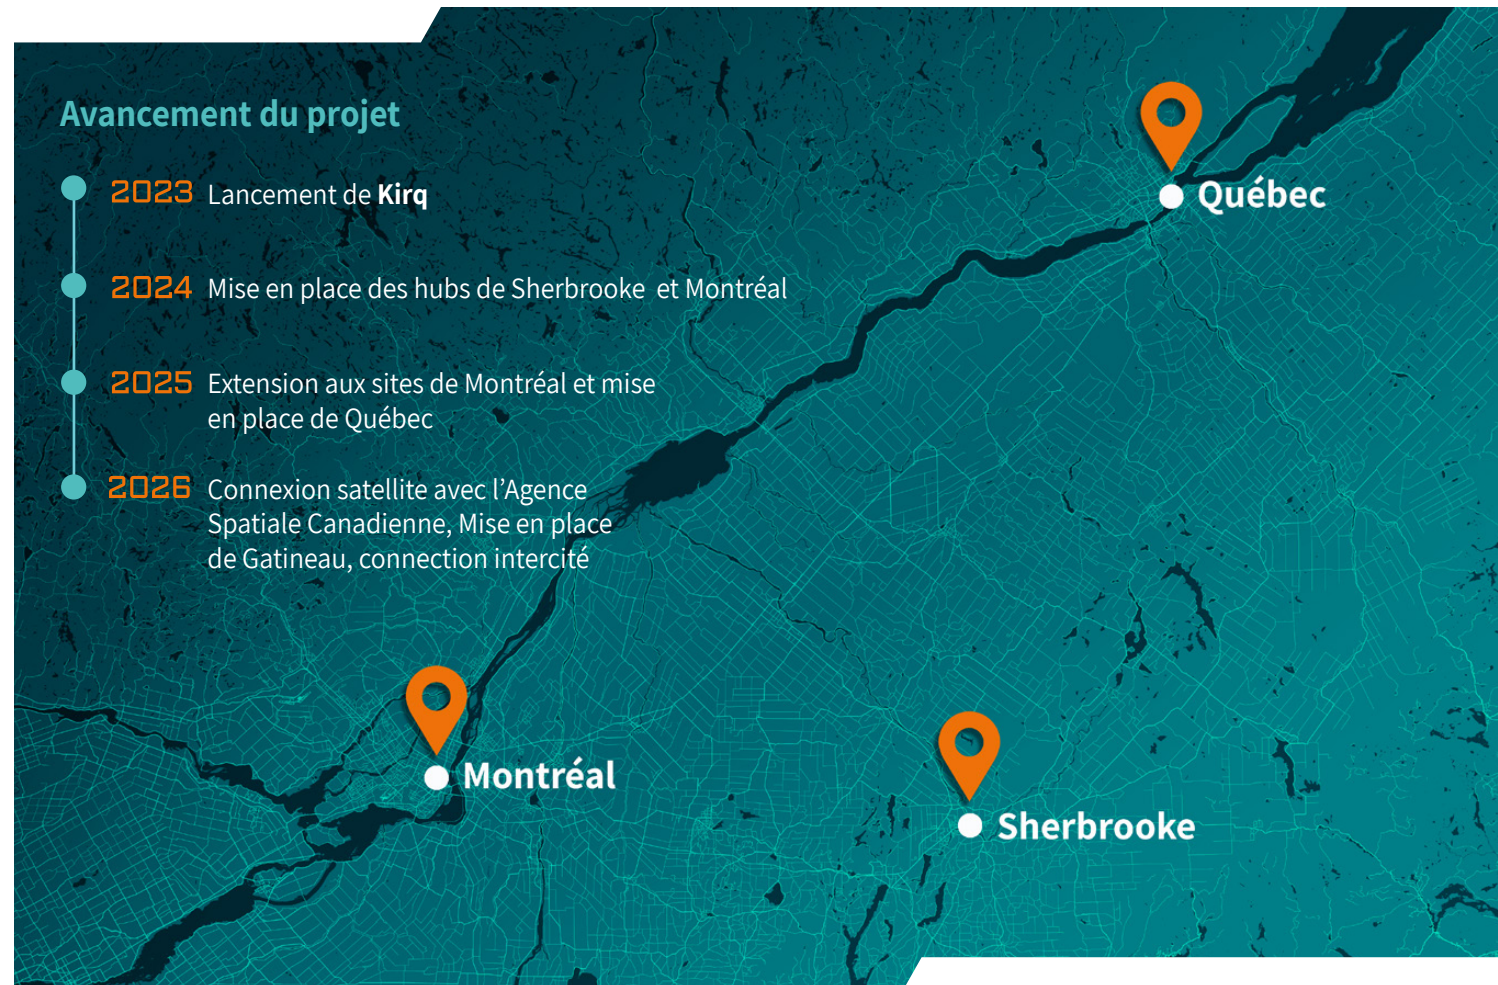 Avancement du projet
2023 Lancement de Kirq
2024 Mise en place des hubs de Sherbrooke et Montréal
2025 Extension aux sites de Montréal et mise
en place de Québec
2026 Connexion satellite avec l’Agence
Spatiale Canadienne, Mise en place
de Gatineau, connection intercité
Québec
Montréal
Sherbrooke